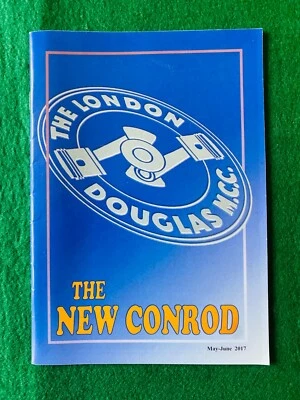 THE LONDON
DOUGLAS M.C.C.
THE
NEW CONROD
May-June 2017